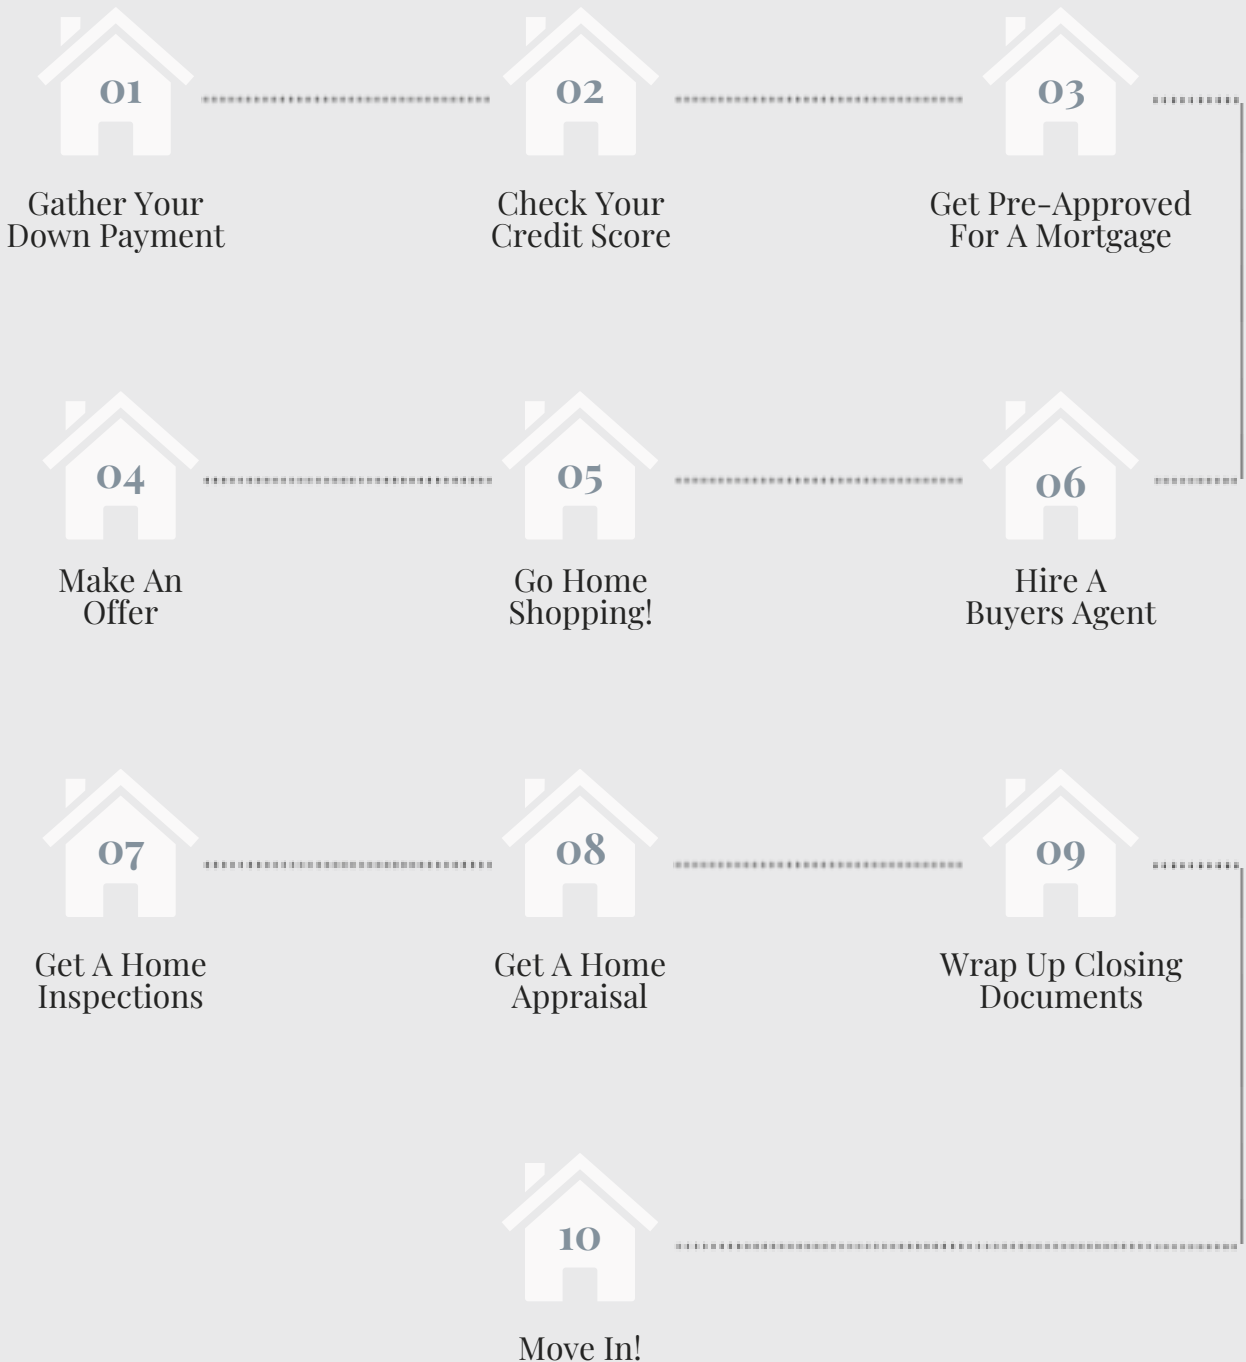 01
Gather Your
Down Payment
02
Check Your
Credit Score
03
Get Pre-Approved
For A Mortgage
04
Make An
Offer
05
Go Home
Shopping!
06
Hire A
Buyers Agent
07
Get A Home
Inspections
08
Get A Home
Appraisal
09
Wrap Up Closing
Documents
10
Move In!